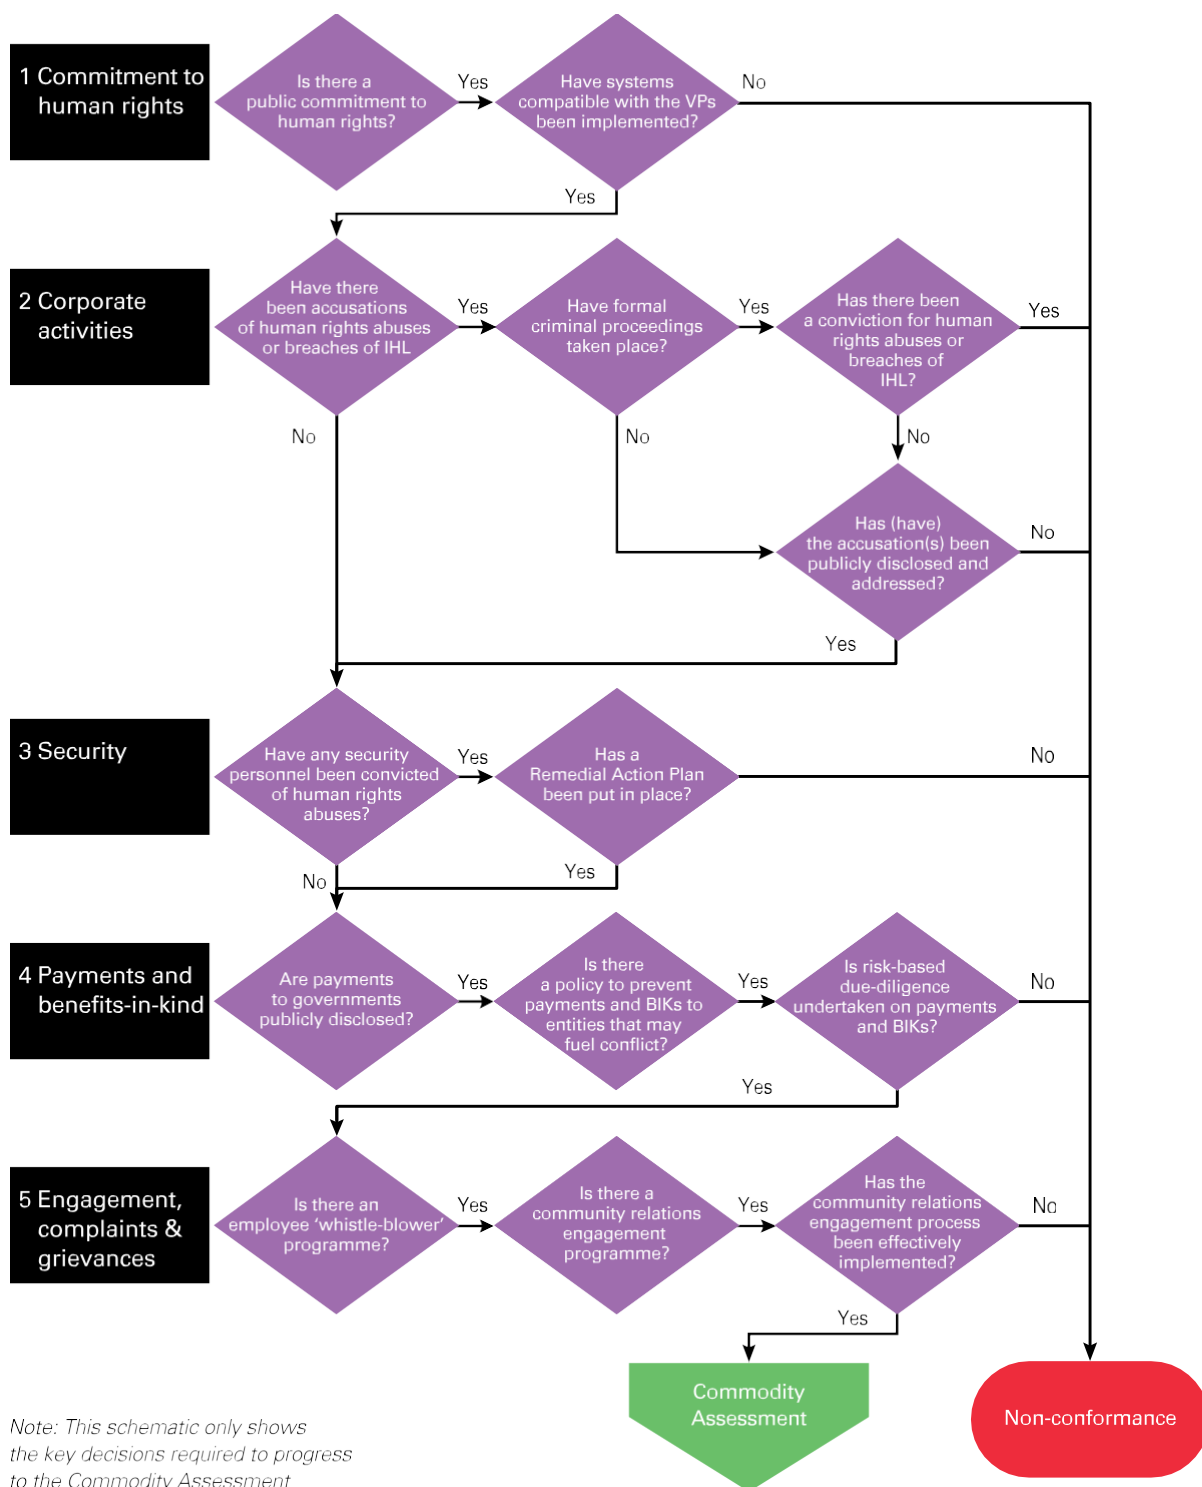 1 Commitment to
human rights
Is there a
public commitment to
human rights?
Yes
Have systems
compatible with the VPs
been implemented?
No
Yes
2 Corporate
activities
Have there
been accusations
of human rights abuses
or breaches of IHL
Yes
Have formal
criminal proceedings
taken place?
Yes
Has there been
a conviction for human
rights abuses or
breaches of
IHL?
Yes
No
No
No
Has (have)
the accusation(s) been
publicly disclosed and
addressed?
No
Yes
3 Security
Have any security
personnel been convicted
of human rights
abuses?
Yes
Has a
Remedial Action Plan
been put in place?
No
No
Yes
4 Payments and
benefits-in-kind
Are payments
to governments
publicly disclosed?
Yes
Is there
a policy to prevent
payments and BIKs to
entities that may
fuel conflict?
Yes
Is risk-based
due-diligence
undertaken on payments
and BIKs?
No
Yes
5 Engagement,
complaints &
grievances
Is there an
employee ‘whistle-blower’
programme?
Yes
Is there a
community relations
engagement
programme?
Yes
Has the
community relations
engagement process
been effectively
implemented?
No
Yes
Commodity
Assessment
Non-conformance
Note: This schematic only shows
the key decisions required to progress
to the Commodity Assessment